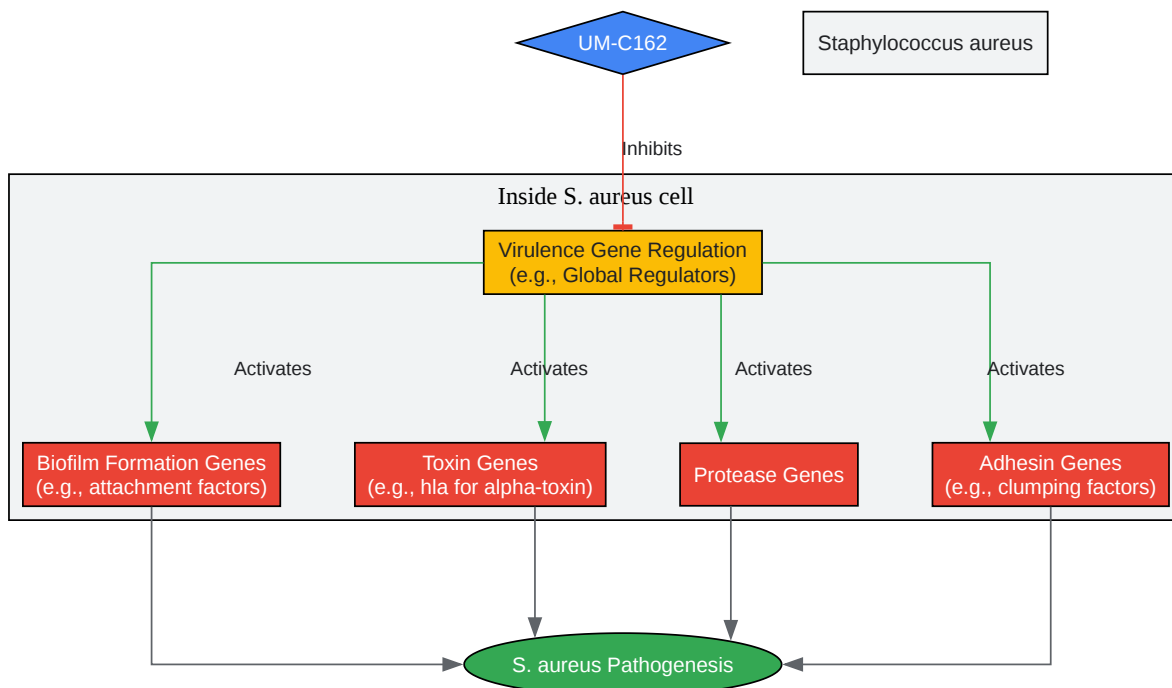 UM-C162
Staphylococcus aureus
Inhibits
Inside S. aureus cell
Virulence Gene Regulation
(e.g., Global Regulators)
Activates
Activates
Activates
Activates
Biofilm Formation Genes
(e.g., attachment factors)
Toxin Genes
(e.g., hla for alpha-toxin)
Protease Genes
Adhesin Genes
(e.g., clumping factors)
S. aureus Pathogenesis